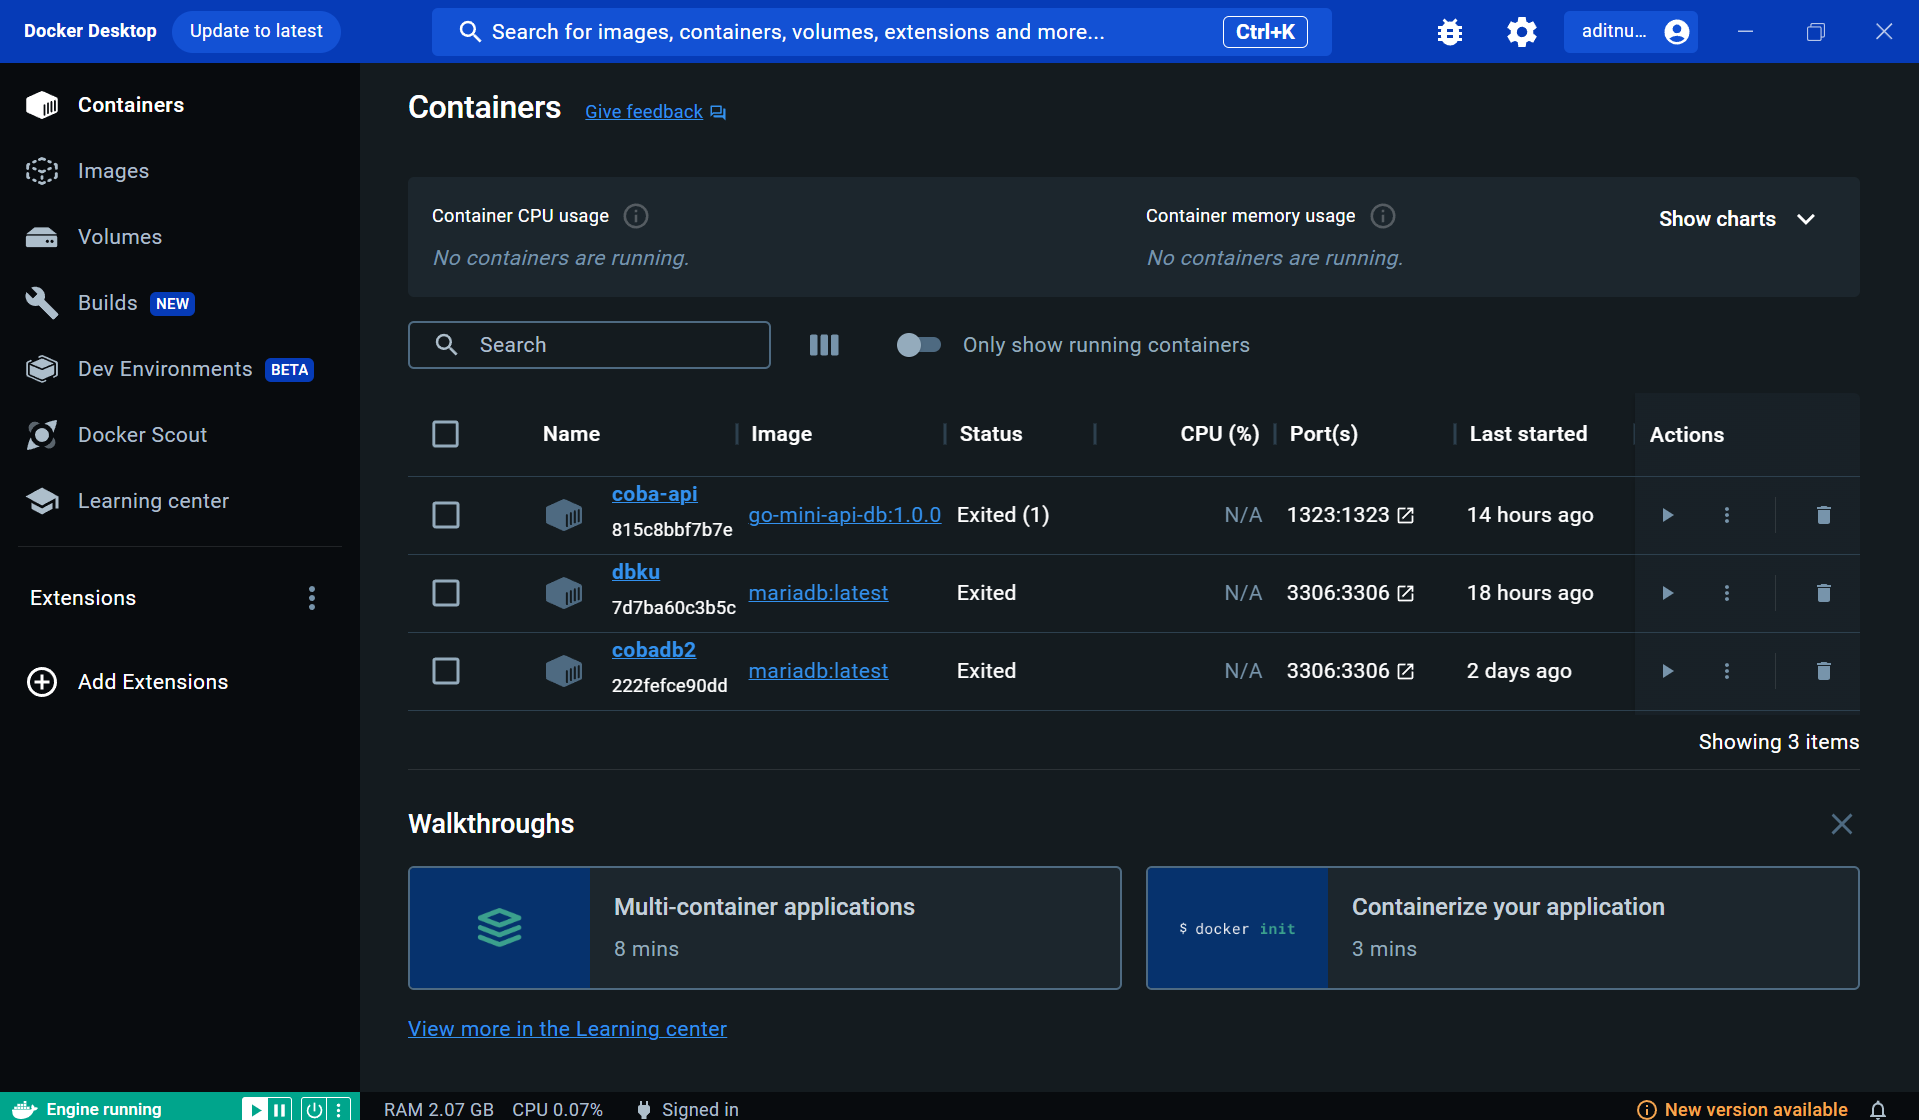 Docker Desktop Update to latest Search for images, containers, volumes, extensions and more... Ctrl+K aditnu...
Containers
Images
Volumes
Builds NEW
Dev Environments BETA
Docker Scout
Learning center
Extensions
Add Extensions
Containers Give feedback
Container CPU usage
No containers are running.
Container memory usage
No containers are running.
Show charts
Search Only show running containers
Name Image Status CPU (%) Port(s) Last started Actions
coba-api
815c8bbf7b7e go-mini-api-db:1.0.0 Exited (1) N/A 1323:1323 14 hours ago
dbku
7d7ba60c3b5c mariadb:latest Exited N/A 3306:3306 18 hours ago
cobadb2
222fefce90dd mariadb:latest Exited N/A 3306:3306 2 days ago
Showing 3 items
Walkthroughs
Multi-container applications
8 mins
$ docker init
Containerize your application
3 mins
View more in the Learning center
Engine running RAM 2.07 GB CPU 0.07% Signed in New version available